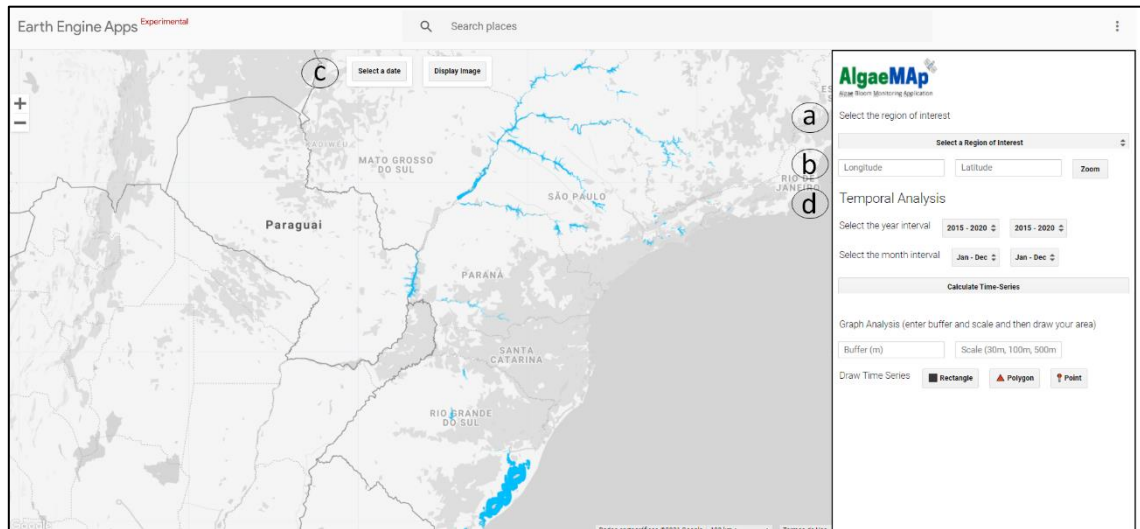 Earth Engine Apps Experimental
Search places
c
Select a date
Display Image
+
−
MATO GROSSO
DO SUL
SÃO PAULO
RIO DE
JANEIRO
Paraguai
PARANÁ
SANTA
CATARINA
RIO GRANDE
DO SUL
Google
AlgaeMAp
Algae Bloom Monitoring Application
a
Select the region of interest
Select a Region of Interest
b
Longitude
Latitude
Zoom
d
Temporal Analysis
Select the year interval
2015 - 2020
2015 - 2020
Select the month interval
Jan - Dec
Jan - Dec
Calculate Time-Series
Graph Analysis (enter buffer and scale and then draw your area)
Buffer (m)
Scale (30m, 100m, 500m
Draw Time Series
Rectangle
Polygon
Point